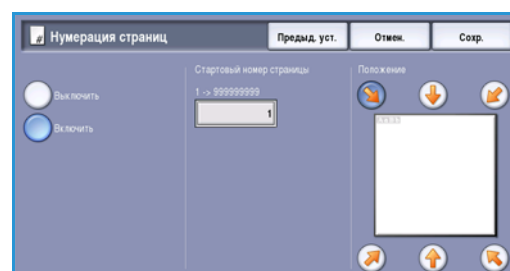 Нумерация страниц
Предыд. уст.
Отмен.
Сохр.
Стартовый номер страницы
Положение
1 -> 999999999
Выключить
1
Включить